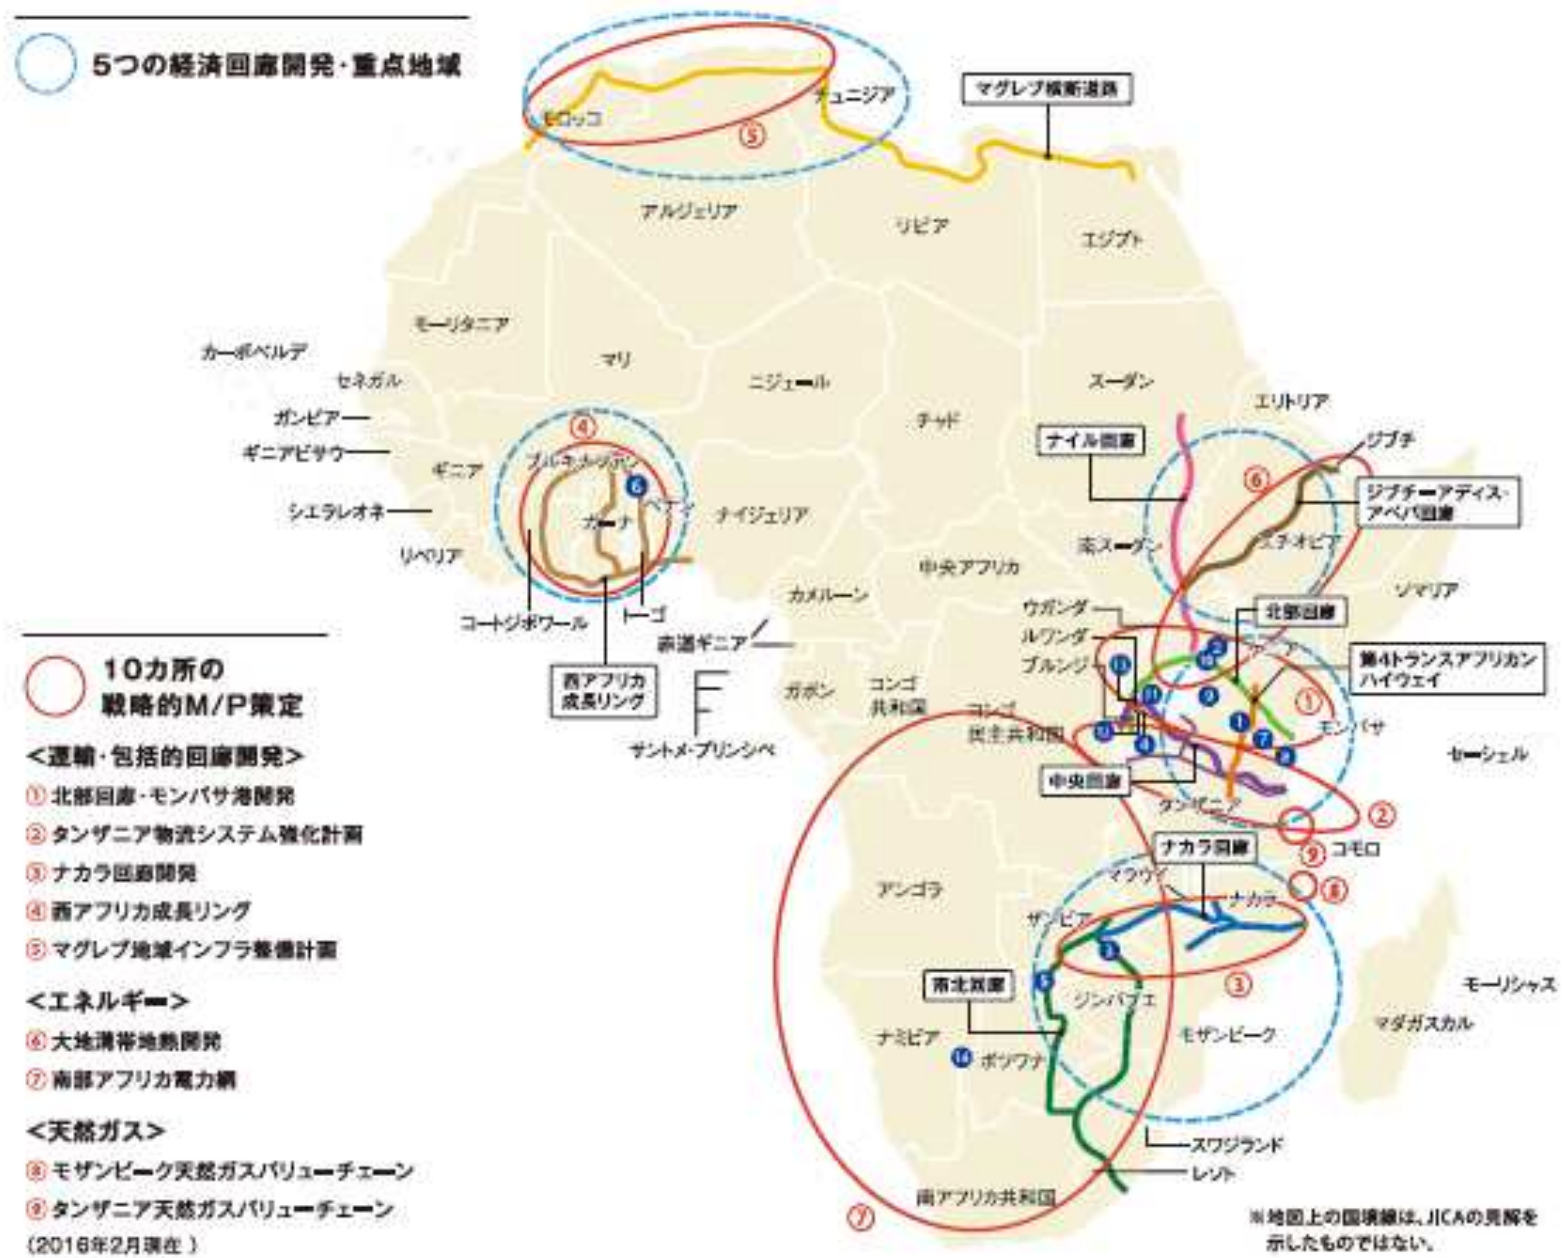 5つの経済回廊開発・重点地域
マグレブ横断道路
チュニジア
モロッコ
⑤
アルジェリア
リビア
エジプト
モーリタニア
マリ
カーボベルデ
セネガル
ニジェール
スーダン
エリトリア
チャド
ガンビア
④
ナイル回廊
ジブチ
ギニアビサウ
ギニア
ブルキナファソ
⑥
6
ジブチーアディス・
アベバ回廊
ベナン
シエラレオネ
ガーナ
ナイジェリア
エチオピア
リベリア
南スーダン
中央アフリカ
ソマリア
カメルーン
ウガンダ
北部回廊
コートジボワール
トーゴ
赤道ギニア
ルワンダ
ブルンジ
第4トランスアフリカン
ハイウェイ
西アフリカ
成長リング
ガボン
コンゴ
共和国
コンゴ
民主共和国
13
2
11
9
①
1
7
4
モンバサ
サントメ・プリンシペ
セーシェル
中央回廊
タンザニア
②
⑨
コモロ
ナカラ回廊
マラウイ
⑧
アンゴラ
ザンビア
ナカラ
3
南北回廊
5
③
ジンバブエ
モーリシャス
マダガスカル
ナミビア
14
ボツワナ
モザンビーク
スワジランド
レソト
南アフリカ共和国
⑦
10カ所の
戦略的M/P策定
<運輸・包括的回廊開発>
①北部回廊・モンバサ港開発
②タンザニア物流システム強化計画
③ナカラ回廊開発
④西アフリカ成長リング
⑤マグレブ地域インフラ整備計画
<エネルギー>
⑥大地溝帯地熱開発
⑦南部アフリカ電力網
<天然ガス>
⑧モザンビーク天然ガスバリューチェーン
⑨タンザニア天然ガスバリューチェーン
(2016年2月現在 )
※地図上の国境線は、JICAの見解を
示したものではない。